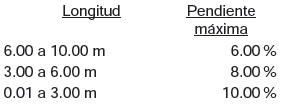 Longitud Pendiente
máxima
6.00 a 10.00 m 6.00 %
3.00 a 6.00 m 8.00 %
0.01 a 3.00 m 10.00 %